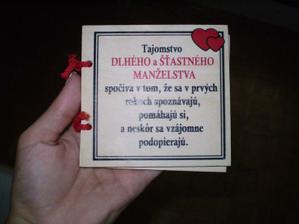 Tajomstvo
DLHÉHO a ŠŤASTNÉHO
MANŽELSTVA
spočíva v tom, že sa v prvých
rokoch spoznávajú,
pomáhajú si,
a neskôr sa vzájomne
podopierajú.